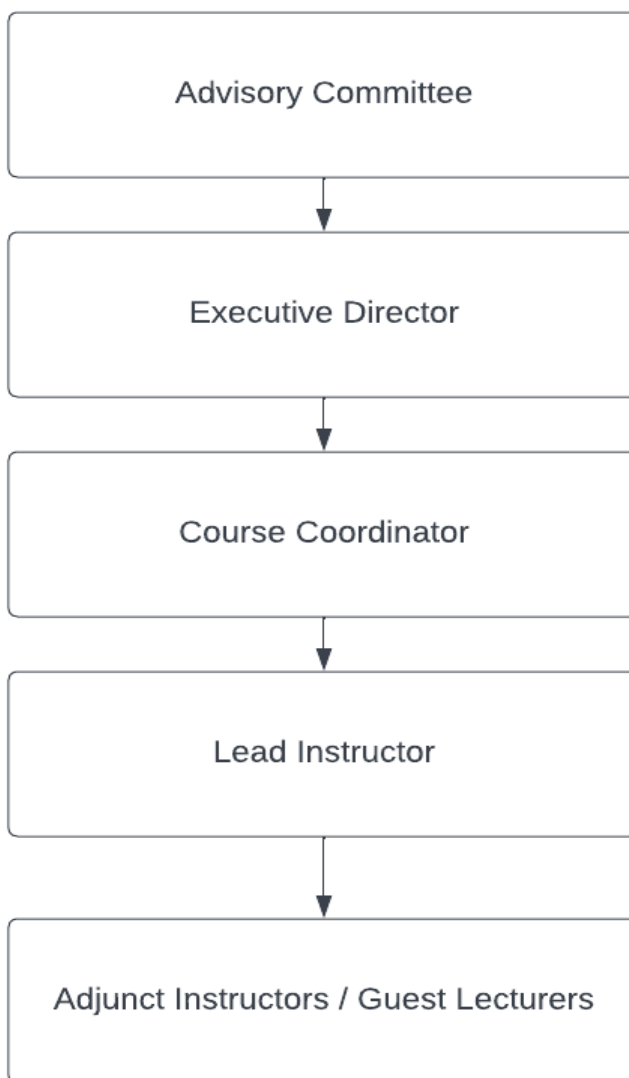 Advisory Committee
Executive Director
Course Coordinator
Lead Instructor
Adjunct Instructors / Guest Lecturers